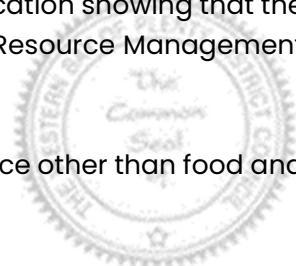 cation showing that the
Resource Management
ce other than food and
The
Common
Seal